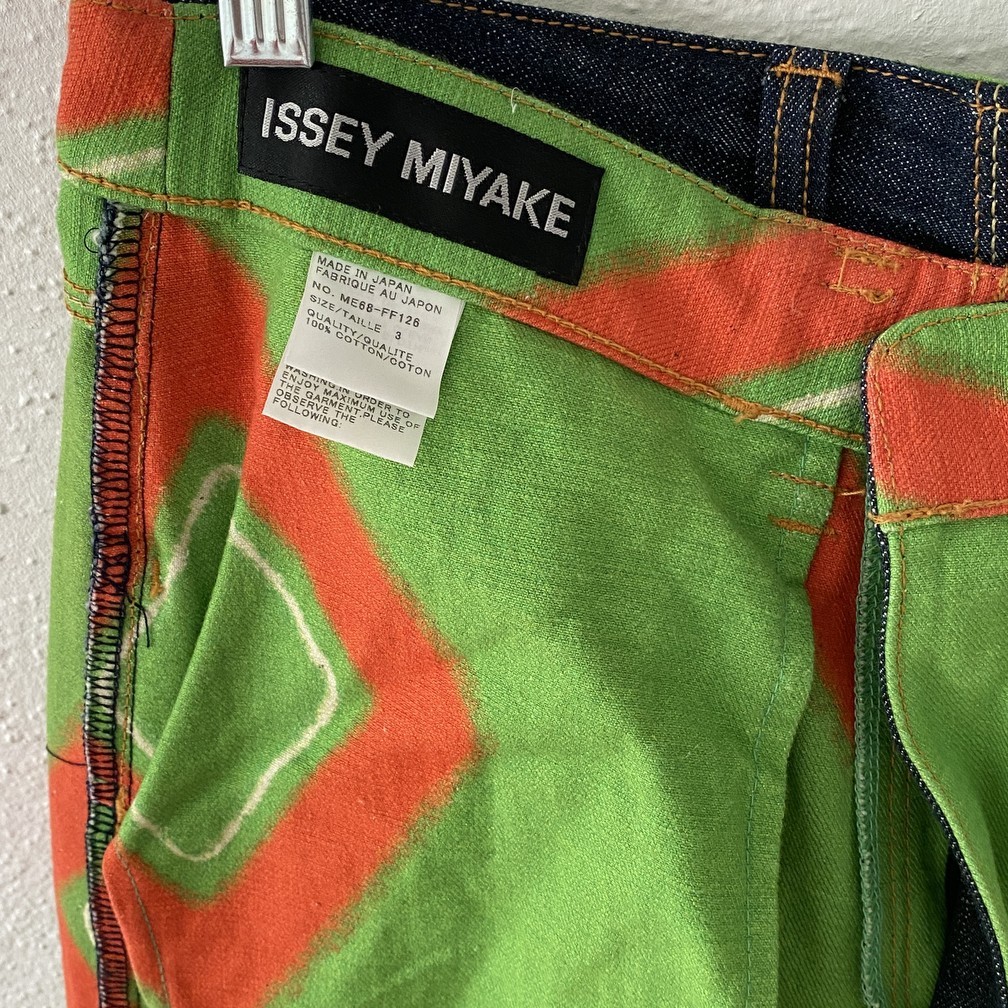 ISSEY MIYAKE
MADE IN JAPAN
FABRIQUE AU JAPON
NO. ME68-FF126
SIZE/TAILLE 3
QUALITY/QUALITE
100% COTTON/COTON
WASHING.IN ORDER TO
ENJOY MAXIMUM USE OF
THE GARMENT,PLEASE
OBSERVE THE
FOLLOWING: